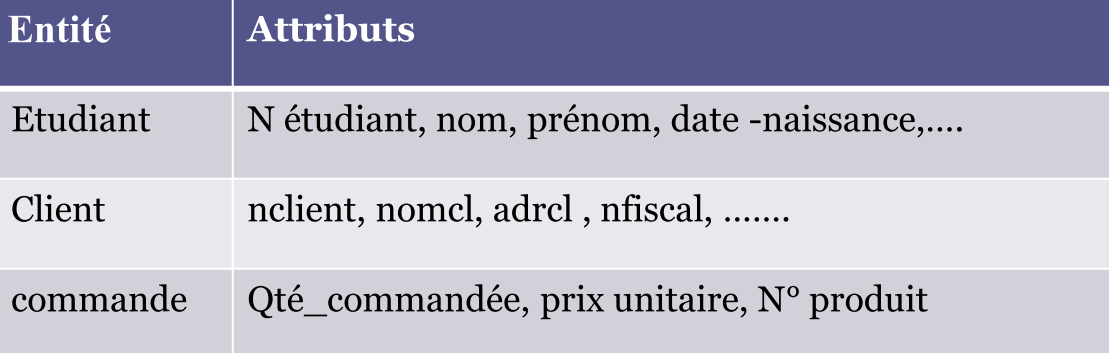 Entité Attributs
Etudiant N étudiant, nom, prénom, date -naissance,....
Client nclient, nomcl, adrcl , nfiscal, .......
commande Qté_commandée, prix unitaire, N° produit